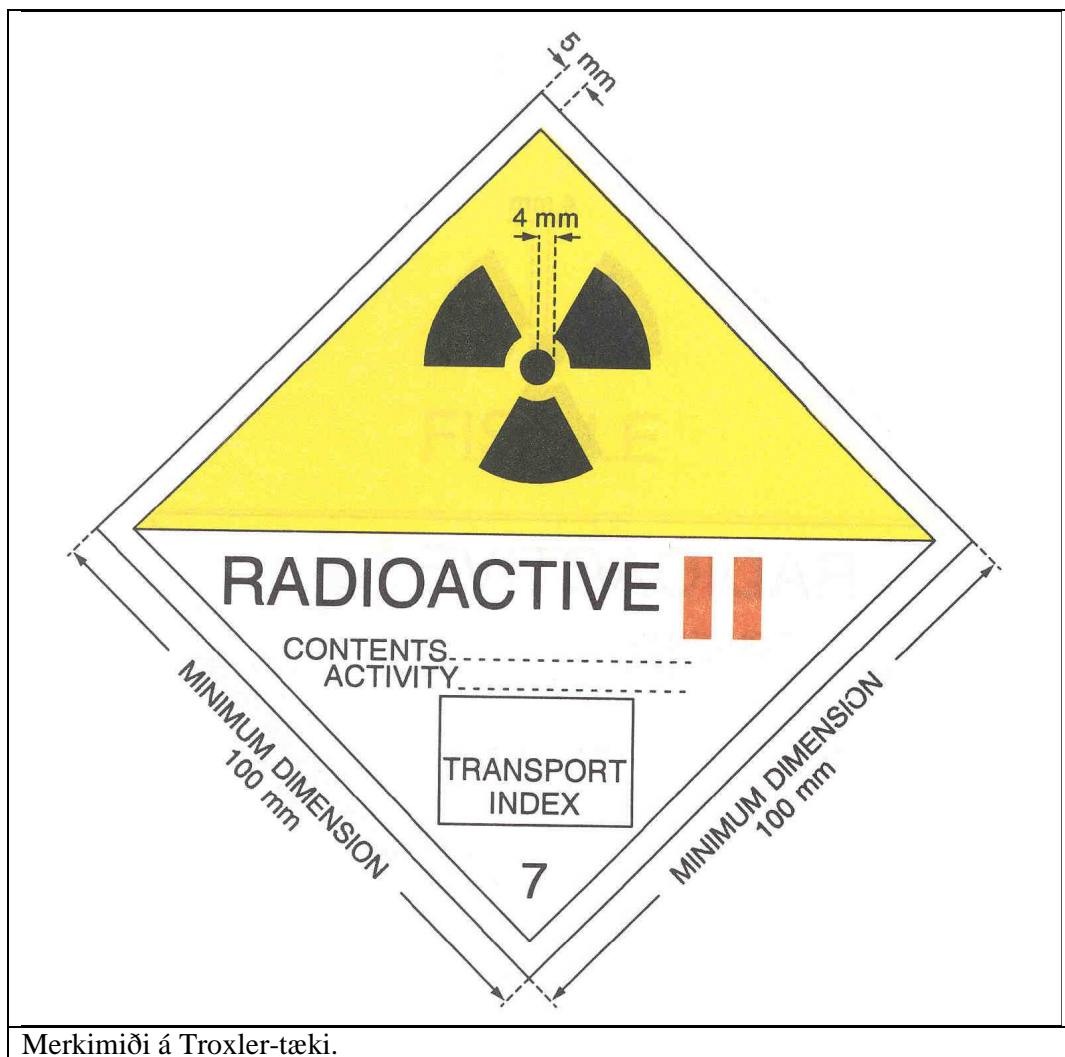 5 mm
4 mm
RADIOACTIVE II
CONTENTS
ACTIVITY
TRANSPORT
INDEX
7
MINIMUM DIMENSION
100 mm
MINIMUM DIMENSION
100 mm
Merkimiði á Troxler-tæki.